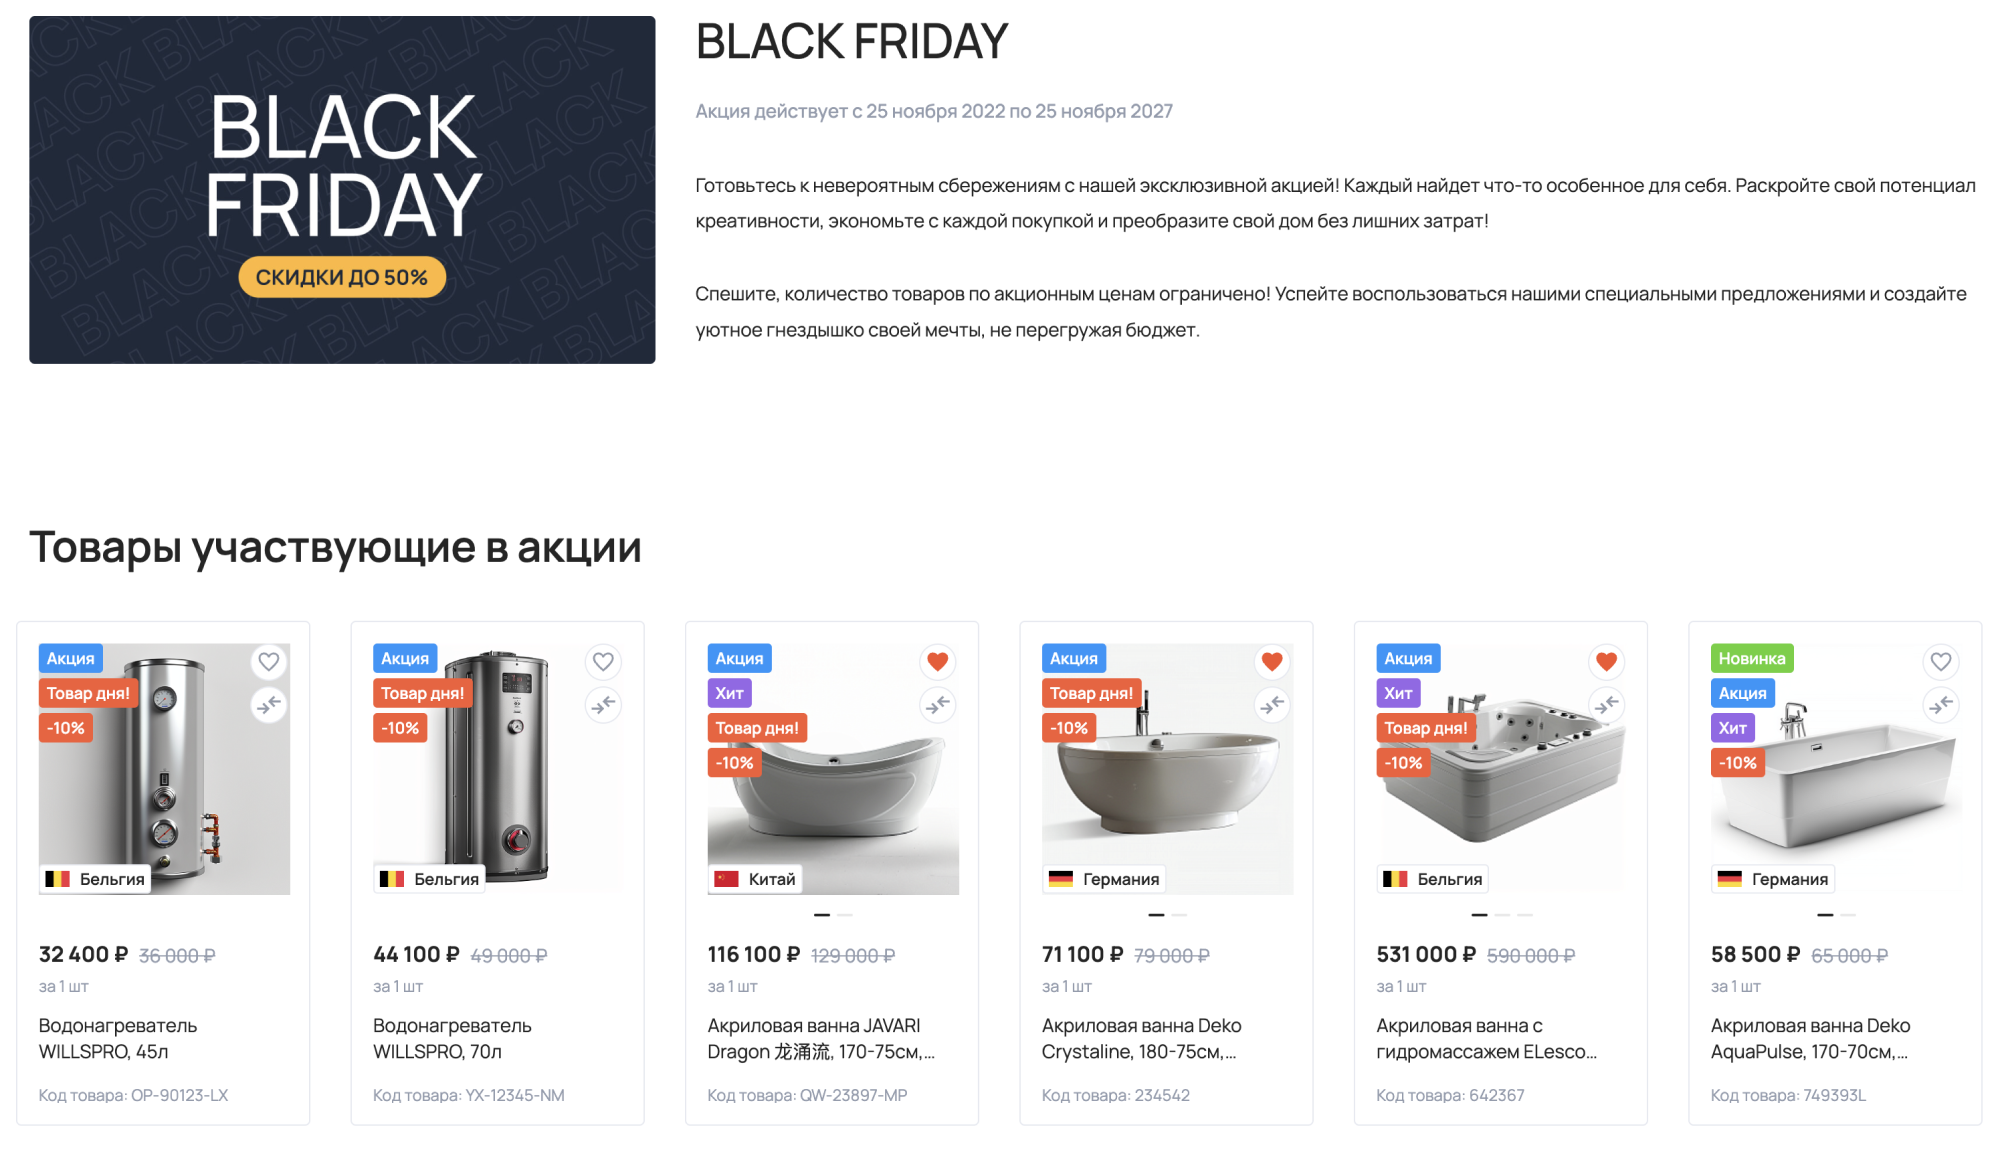 BLACK
FRIDAY
СКИДКИ ДО 50%
BLACK FRIDAY
Акция действует с 25 ноября 2022 по 25 ноября 2027
Готовьтесь к невероятным сбережениям с нашей эксклюзивной акцией! Каждый найдет что-то особенное для себя. Раскройте свой потенциал
креативности, экономьте с каждой покупкой и преобразите свой дом без лишних затрат!
Спешите, количество товаров по акционным ценам ограничено! Успейте воспользоваться нашими специальными предложениями и создайте
уютное гнездышко своей мечты, не перегружая бюджет.
Товары участвующие в акции
Акция
Товар дня!
-10%
Бельгия
32 400 ₽ 36 000 ₽
за 1 шт
Водонагреватель
WILLSPRO, 45л
Код товара: OP-90123-LX
Акция
Товар дня!
-10%
Бельгия
44 100 ₽ 49 000 ₽
за 1 шт
Водонагреватель
WILLSPRO, 70л
Код товара: YX-12345-NM
Акция
Хит
Товар дня!
-10%
Китай
116 100 ₽ 129 000 ₽
за 1 шт
Акриловая ванна JAVARI
Dragon 龙涌流, 170-75см,...
Код товара: QW-23897-MP
Акция
Товар дня!
-10%
Германия
71 100 ₽ 79 000 ₽
за 1 шт
Акриловая ванна Deko
Crystaline, 180-75см,...
Код товара: 234542
Акция
Хит
Товар дня!
-10%
Бельгия
531 000 ₽ 590 000 ₽
за 1 шт
Акриловая ванна с
гидромассажем ELesco...
Код товара: 642367
Новинка
Акция
Хит
-10%
Германия
58 500 ₽ 65 000 ₽
за 1 шт
Акриловая ванна Deko
AquaPulse, 170-70см,...
Код товара: 749393L